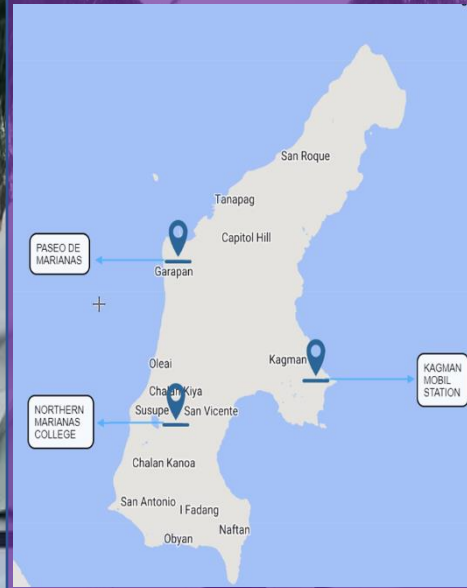 San Roque
Tanapag
Capitol Hill
PASEO DE
MARIANAS
Garapan
Oleai
Kagman
KAGMAN
MOBIL
STATION
Chalan Kiya
Susupe
San Vicente
NORTHERN
MARIANAS
COLLEGE
Chalan Kanoa
San Antonio
I Fadang
Naftan
Obyan